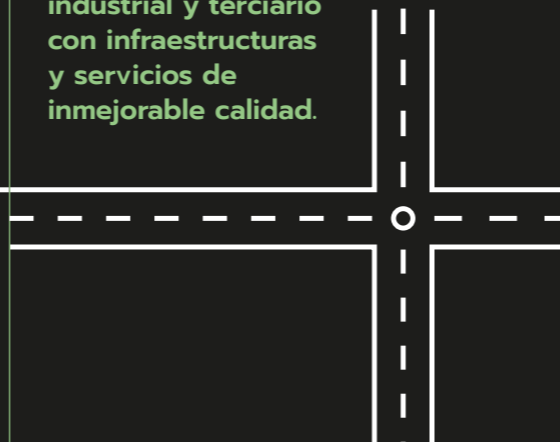 industrial y terciario
con infraestructuras
y servicios de
inmejorable calidad.